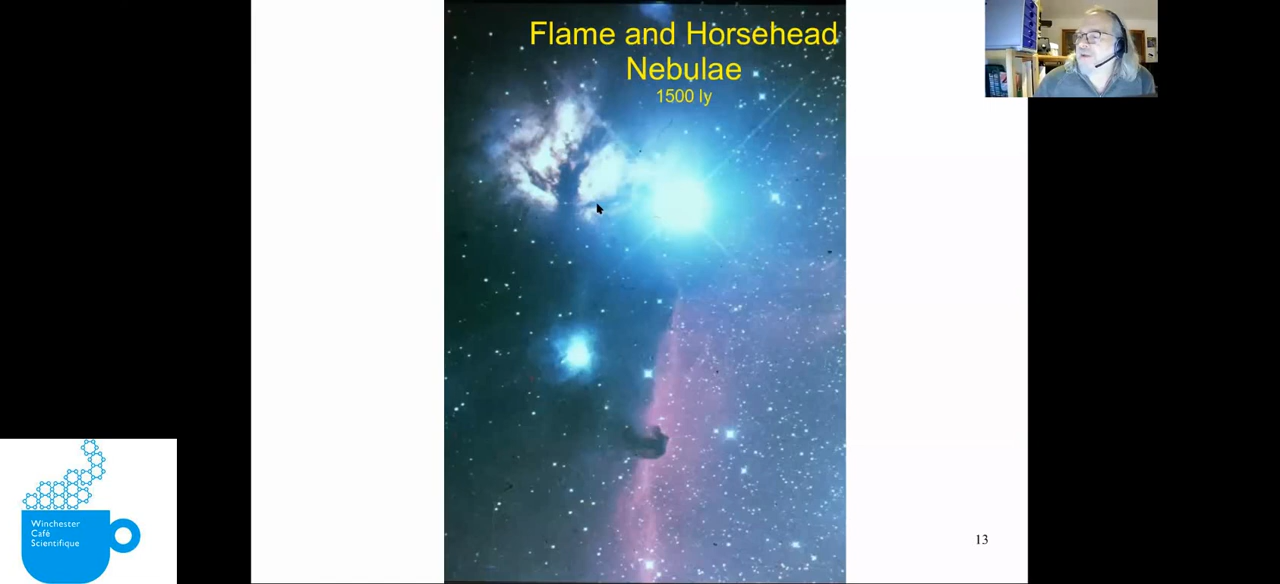 Flame and Horsehead
Nebulae
1500 ly
Winchester
Café
Scientifique
13